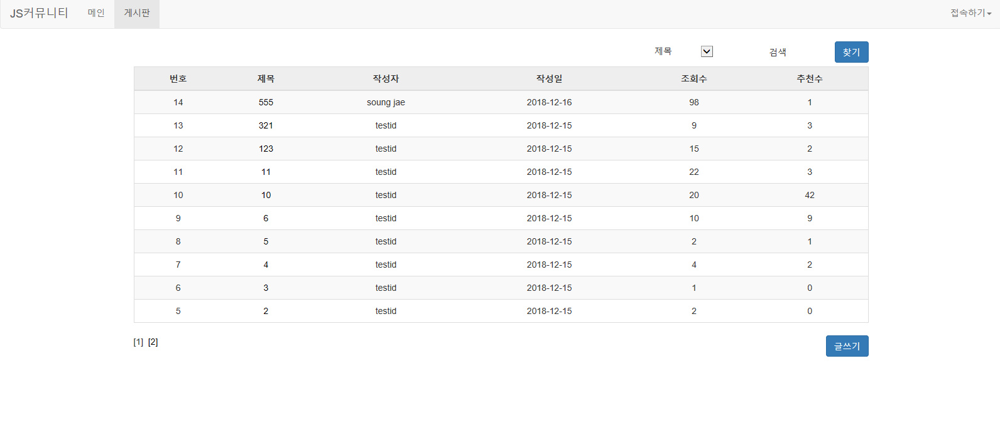 JS커뮤니티 메인 게시판 접속하기
제목 검색 찾기
번호 제목 작성자 작성일 조회수 추천수
14 555 soung jae 2018-12-16 98 1
13 321 testid 2018-12-15 9 3
12 123 testid 2018-12-15 15 2
11 11 testid 2018-12-15 22 3
10 10 testid 2018-12-15 20 42
9 6 testid 2018-12-15 10 9
8 5 testid 2018-12-15 2 1
7 4 testid 2018-12-15 4 2
6 3 testid 2018-12-15 1 0
5 2 testid 2018-12-15 2 0
[1] [2] 글쓰기